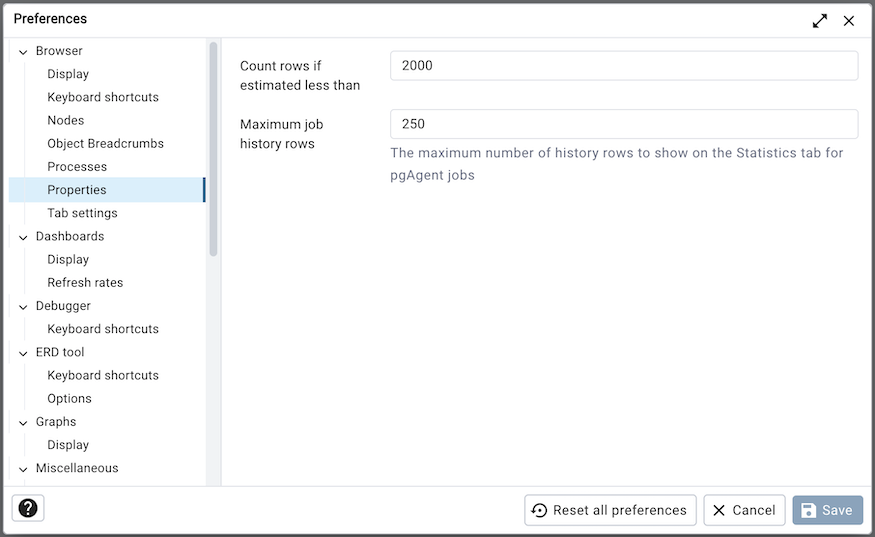 Preferences
Browser
Display
Keyboard shortcuts
Nodes
Object Breadcrumbs
Processes
Properties
Tab settings
Dashboards
Display
Refresh rates
Debugger
Keyboard shortcuts
ERD tool
Keyboard shortcuts
Options
Graphs
Display
Miscellaneous
Count rows if
estimated less than
2000
Maximum job
history rows
250
The maximum number of history rows to show on the Statistics tab for
pgAgent jobs
?
Reset all preferences
Cancel
Save